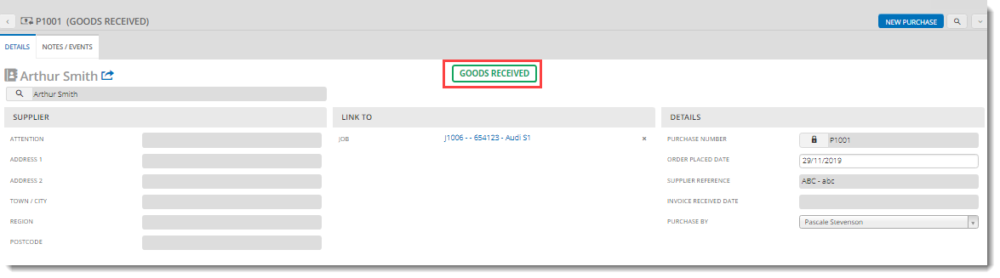 P1001 (GOODS RECEIVED)
NEW PURCHASE
DETAILS
NOTES / EVENTS
Arthur Smith
GOODS RECEIVED
Arthur Smith
SUPPLIER
ATTENTION
ADDRESS 1
ADDRESS 2
TOWN / CITY
REGION
POSTCODE
LINK TO
JOB
J1006 - - 654123 - Audi S1
×
DETAILS
PURCHASE NUMBER
P1001
ORDER PLACED DATE
29/11/2019
SUPPLIER REFERENCE
ABC - abc
INVOICE RECEIVED DATE
PURCHASE BY
Pascale Stevenson